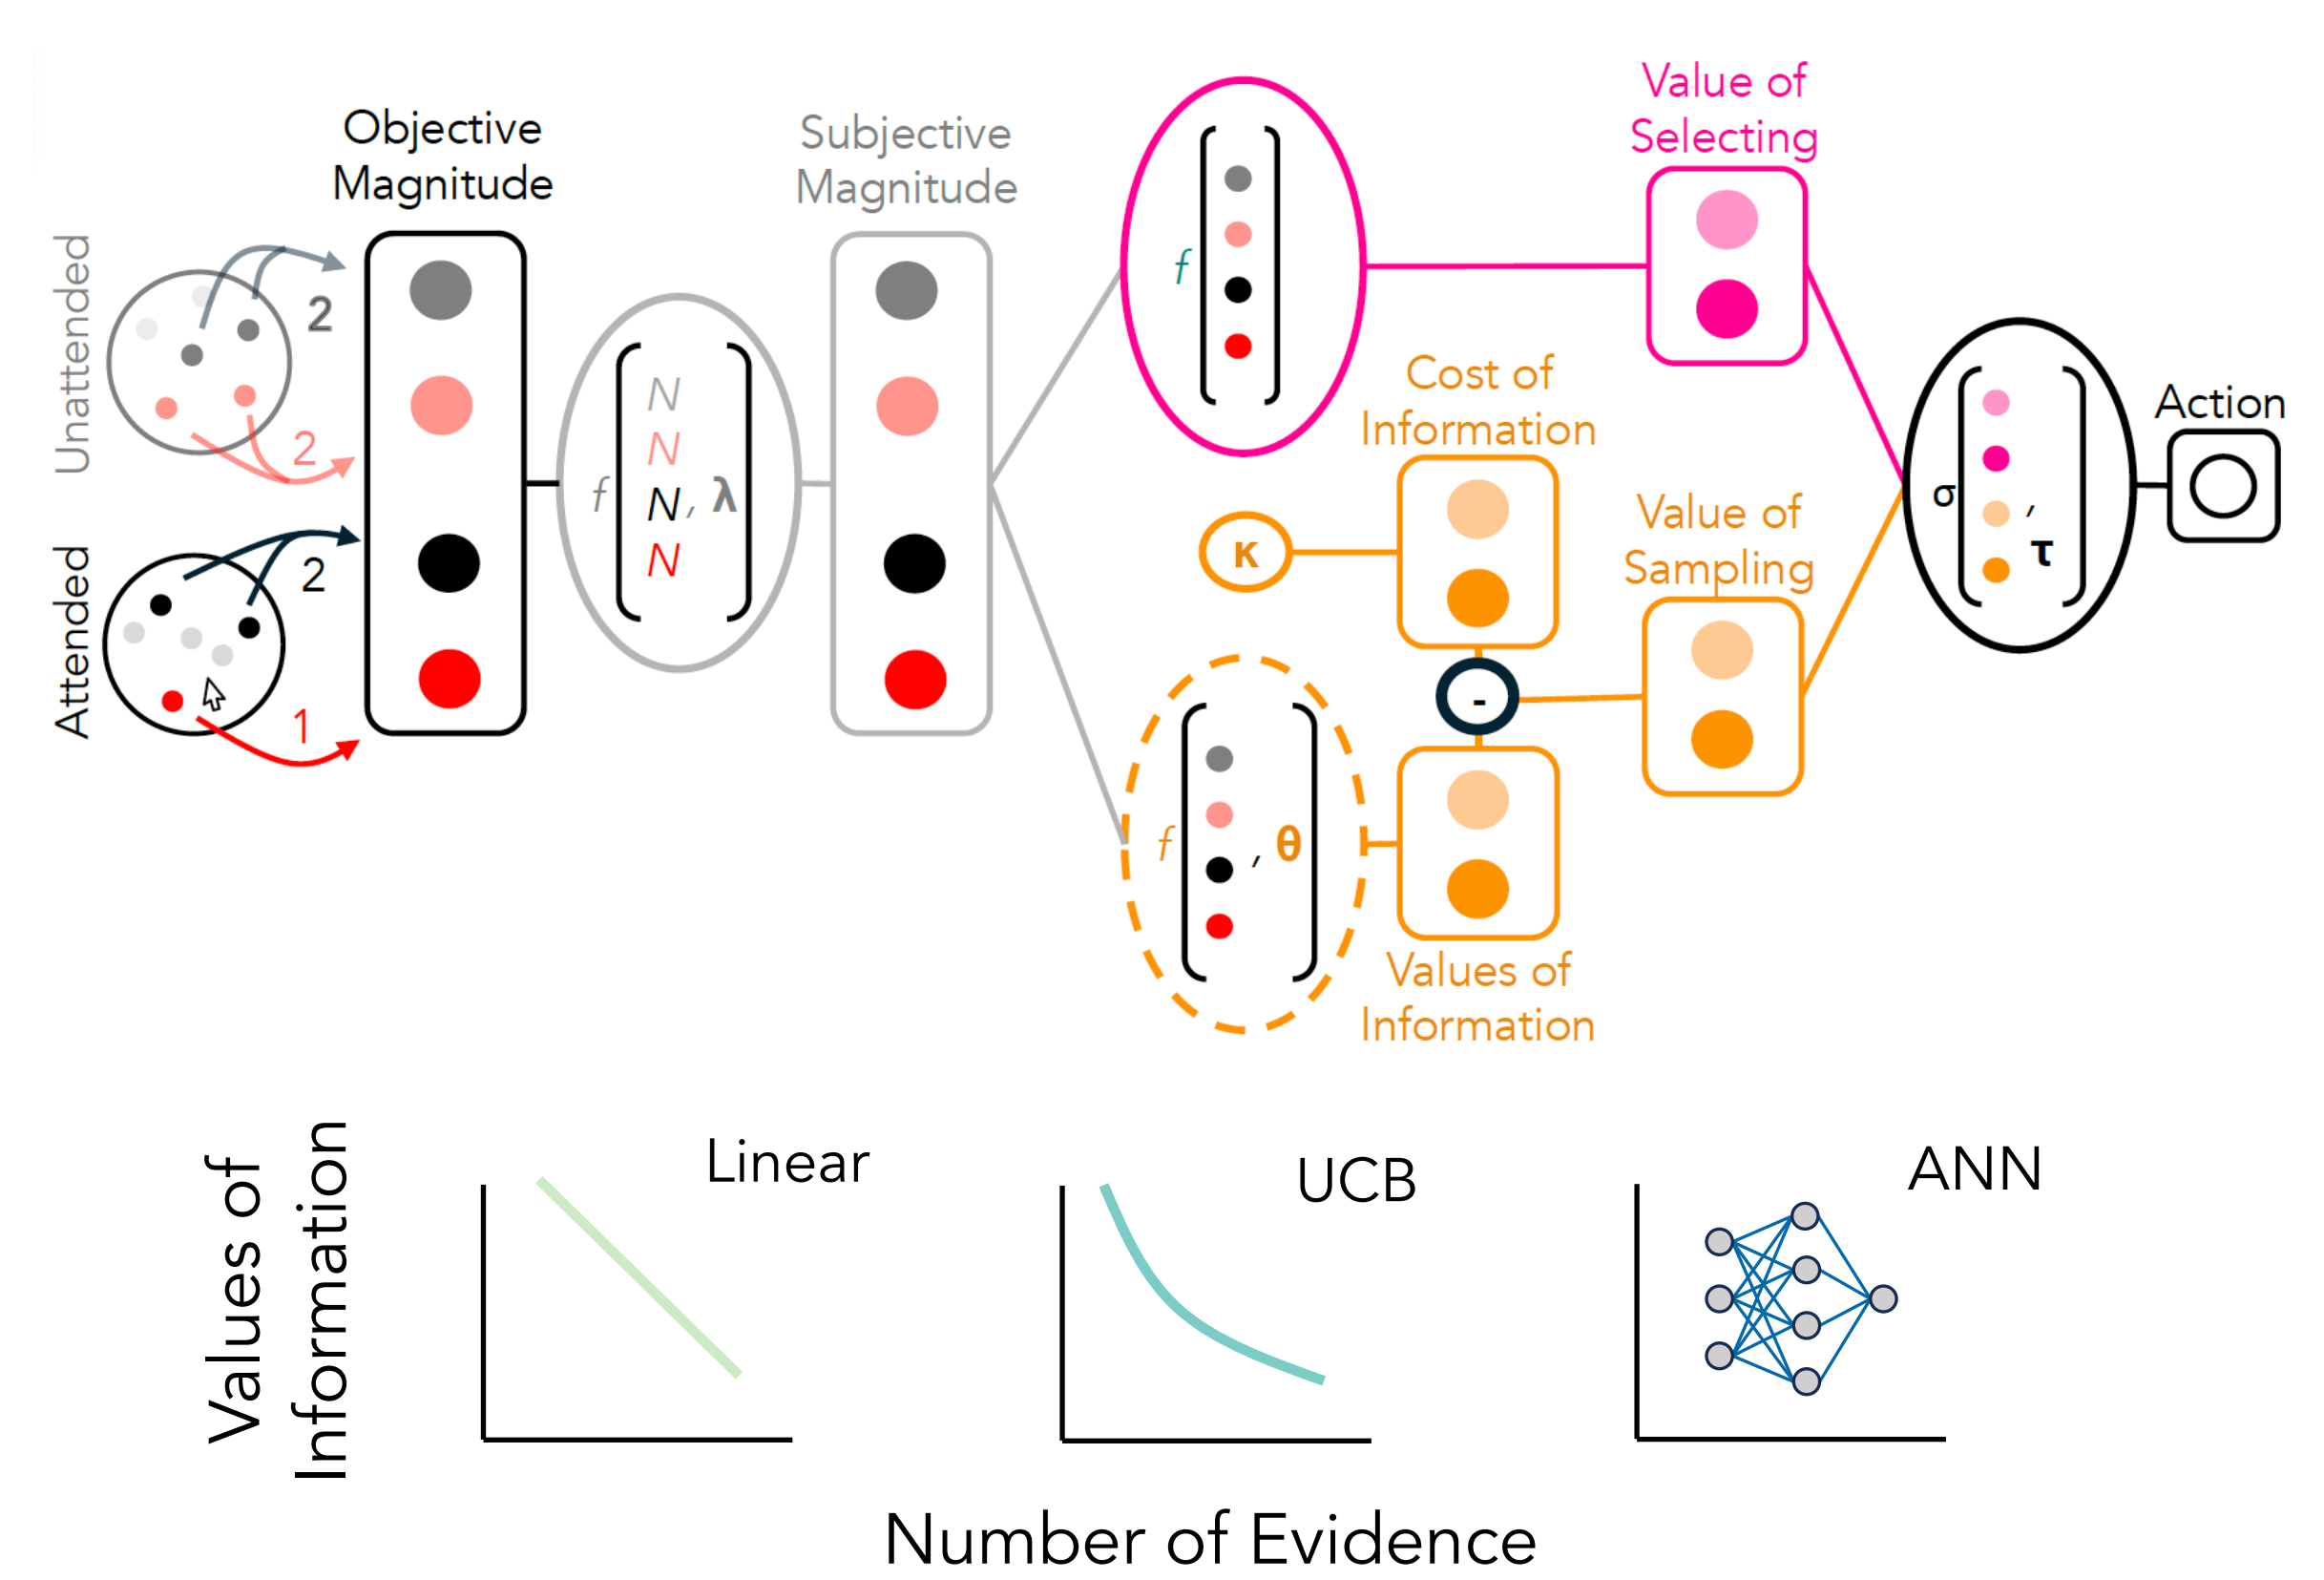 Objective
Magnitude
Subjective
Magnitude
Value of
Selecting
Unattended
2
2
Attended
2
1
f
N
N
N, λ
N
f
Cost of
Information
κ
Value of
Sampling
-
f , θ
Values of
Information
σ , τ
Action
Values of
Information
Linear
UCB
ANN
Number of Evidence